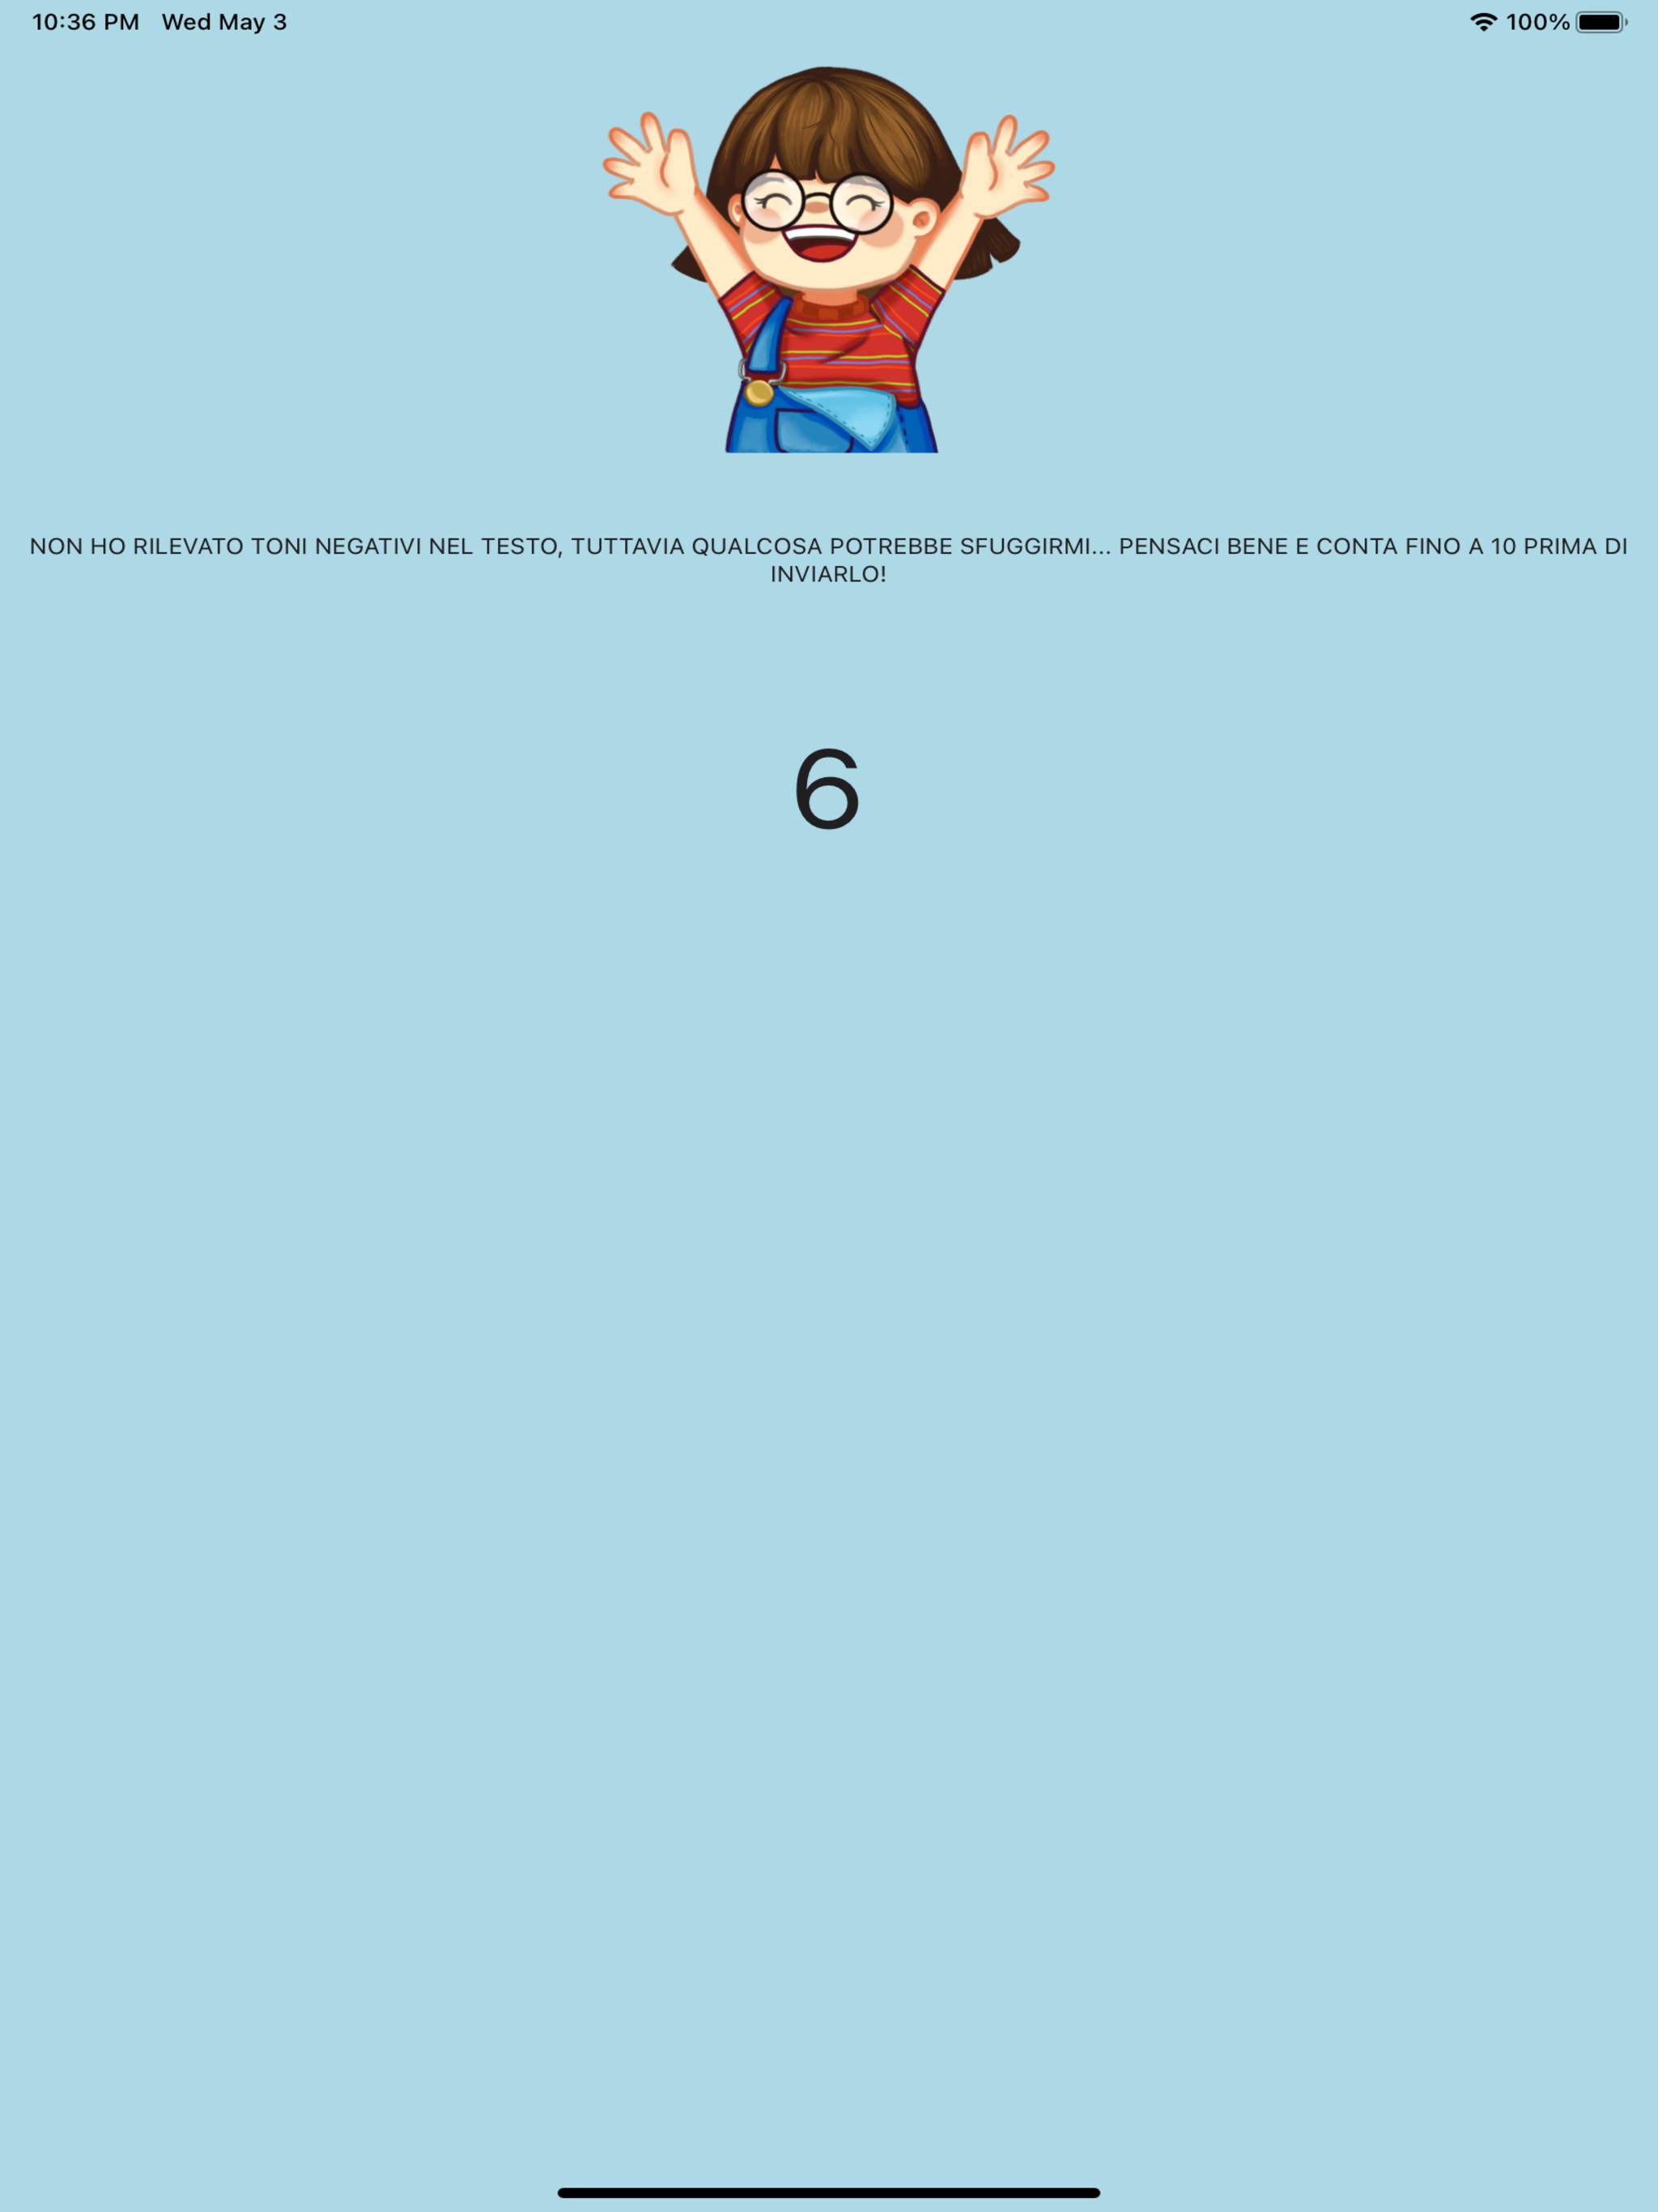 10:36 PM Wed May 3 100%
NON HO RILEVATO TONI NEGATIVI NEL TESTO, TUTTAVIA QUALCOSA POTREBBE SFUGGIRMI... PENSACI BENE E CONTA FINO A 10 PRIMA DI
INVIARLO!
6